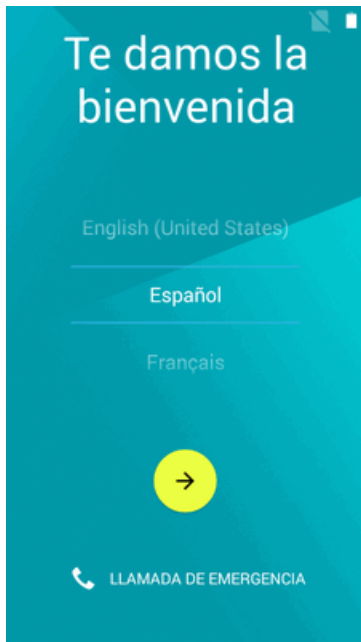 Te damos la
bienvenida
English (United States)
Español
Français
LLAMADA DE EMERGENCIA